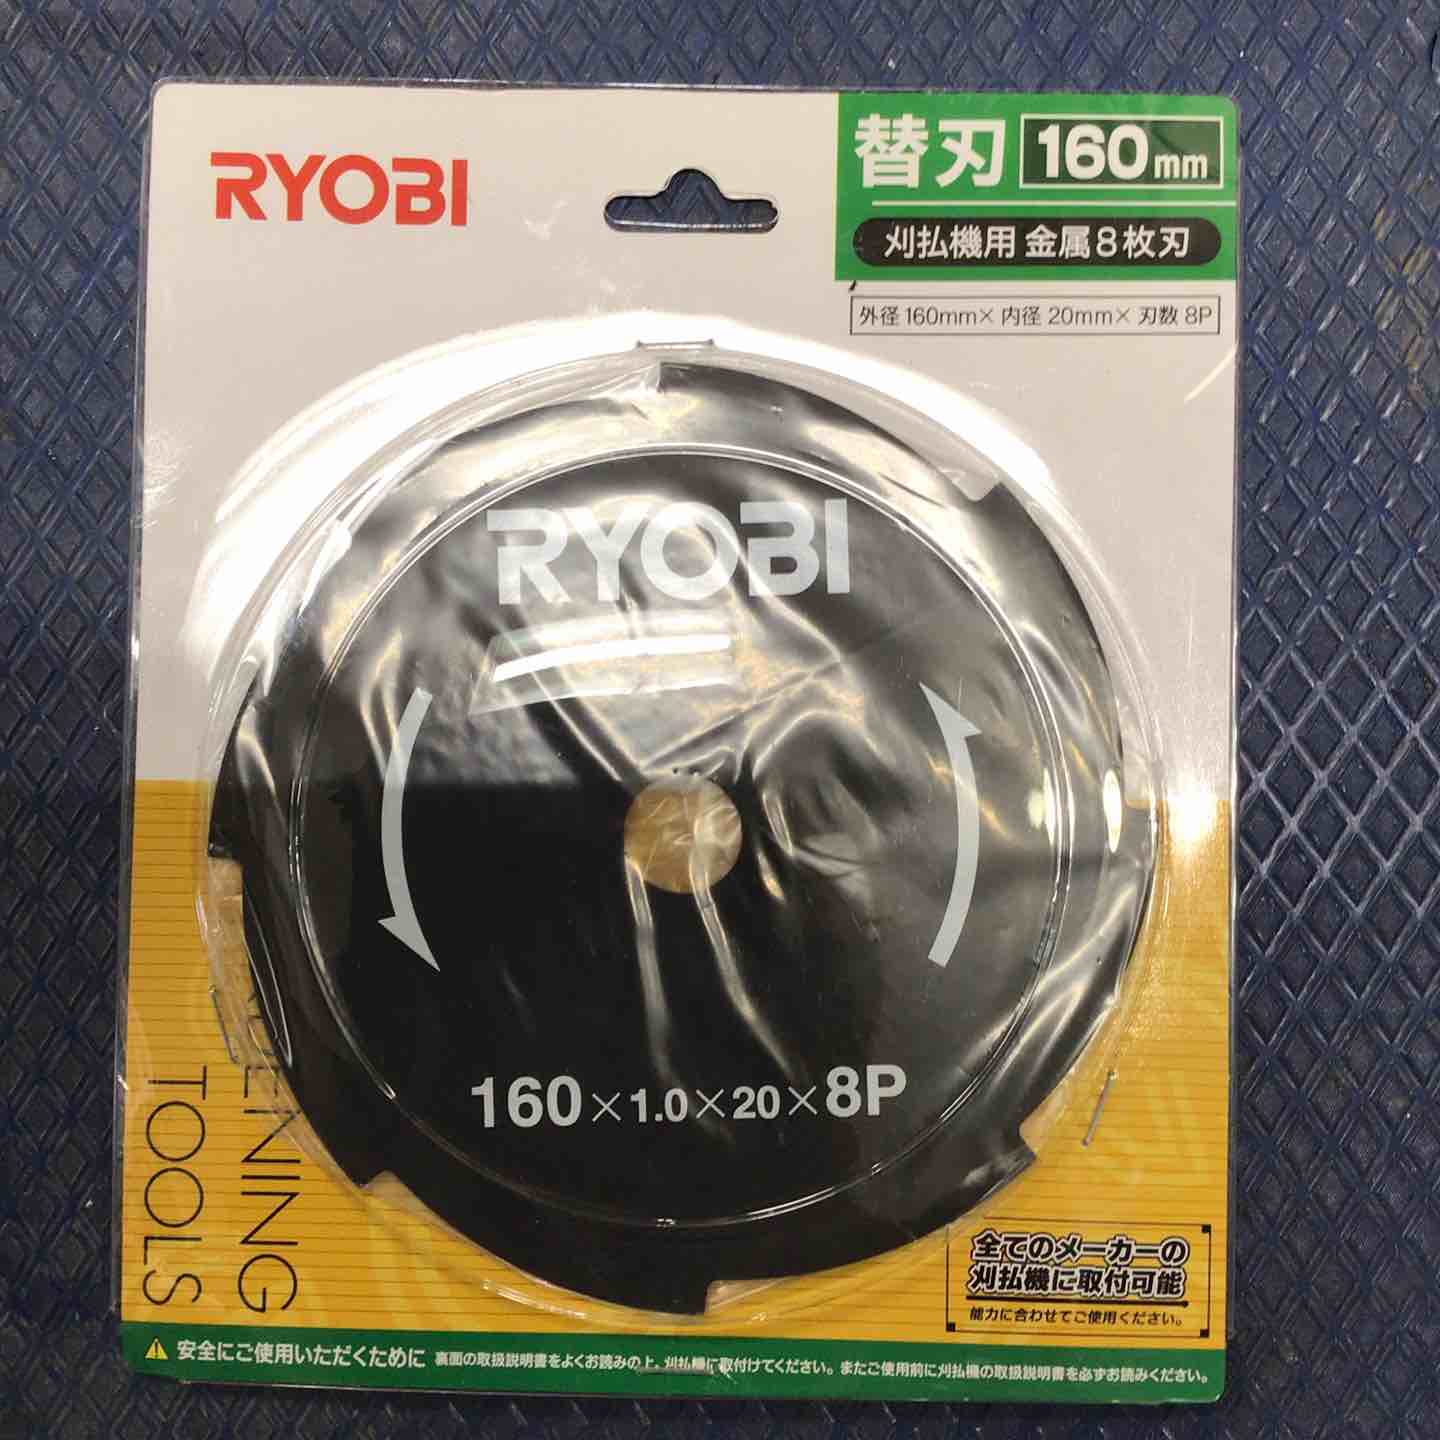 RYOBI
替刃 160mm
刈払機用 金属8枚刃
外径 160mm× 内径 20mm× 刃数 8P
RYOBI
160×1.0×20×8P
TOOLS
全てのメーカーの
刈払機に取付可能
能力に合わせてご使用ください。
安全にご使用いただくために 裏面の取扱説明書をよくお読みの上、刈払機に取付けてください。またご使用前に刈払機の取扱説明書を必ずお読みください。